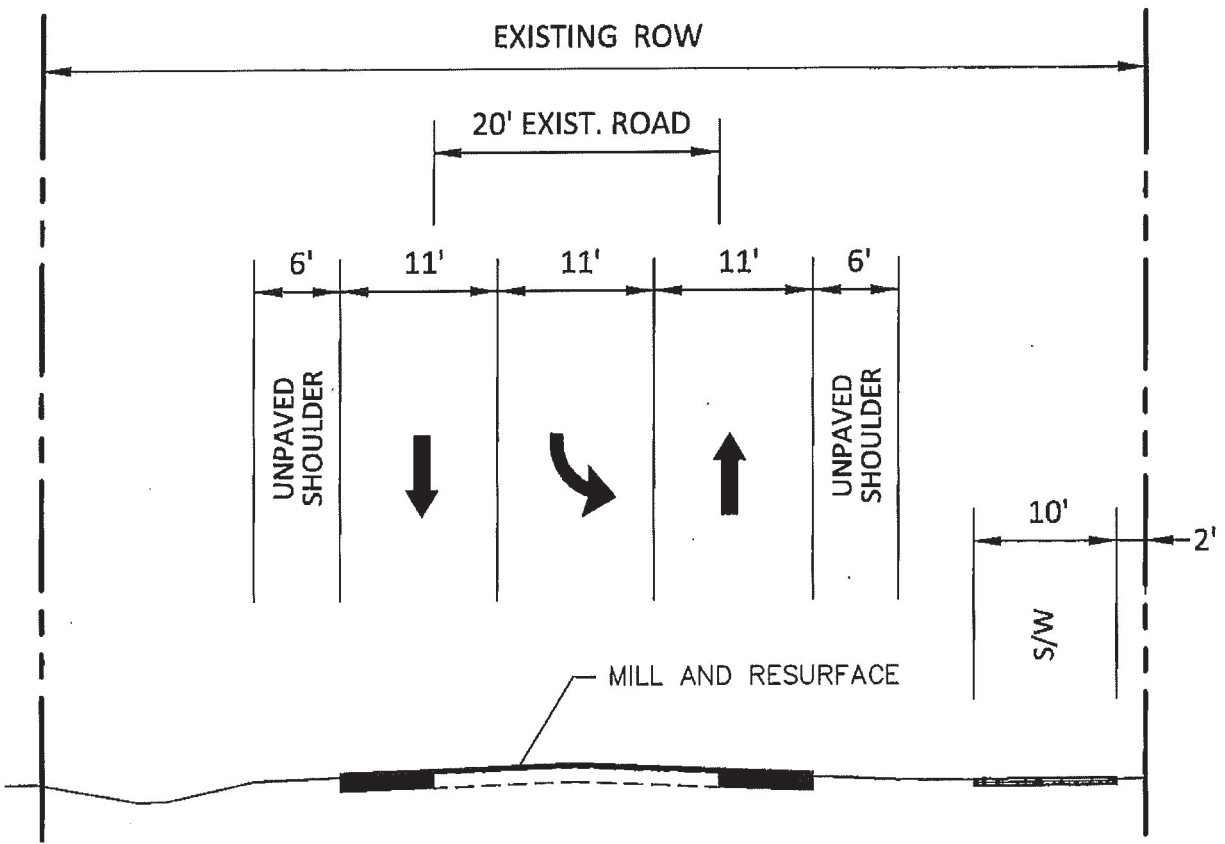 EXISTING ROW
20' EXIST. ROAD
6'
11'
11'
11'
6'
UNPAVED
SHOULDER
UNPAVED
SHOULDER
10'
2'
S/W
MILL AND RESURFACE